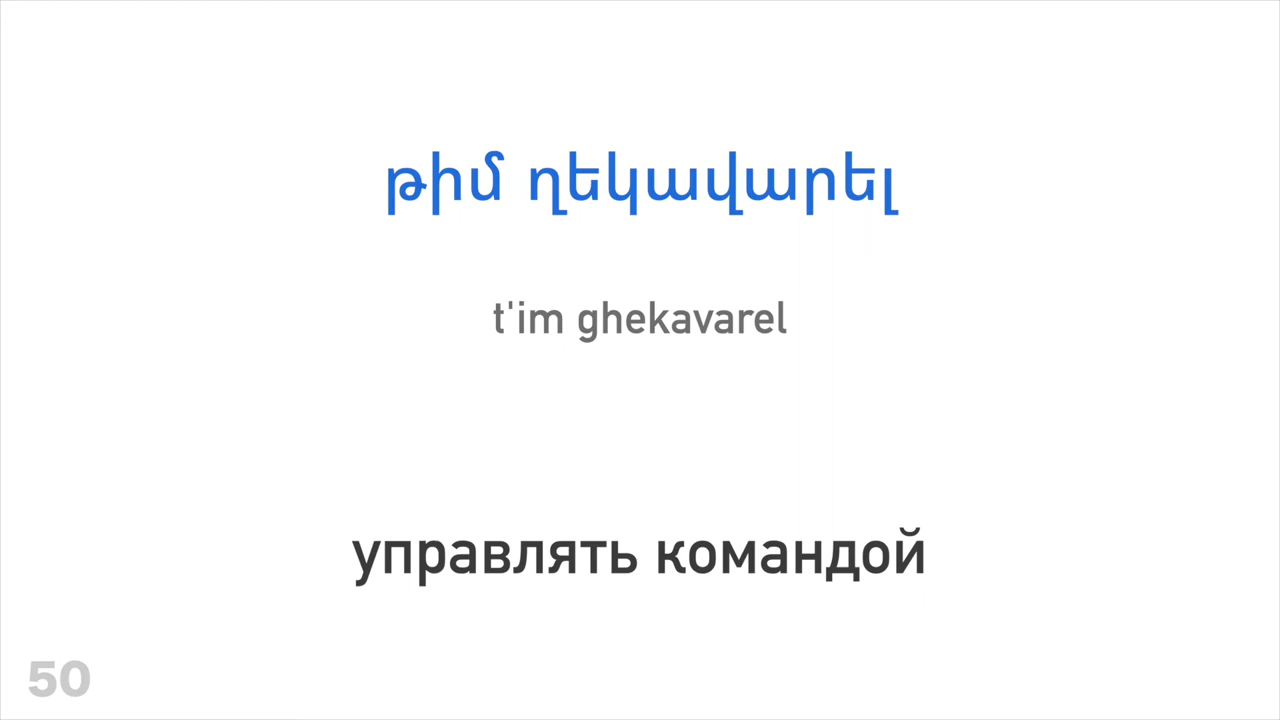 թիմ ղեկավարել
t'im ghekavarel
управлять командой
50